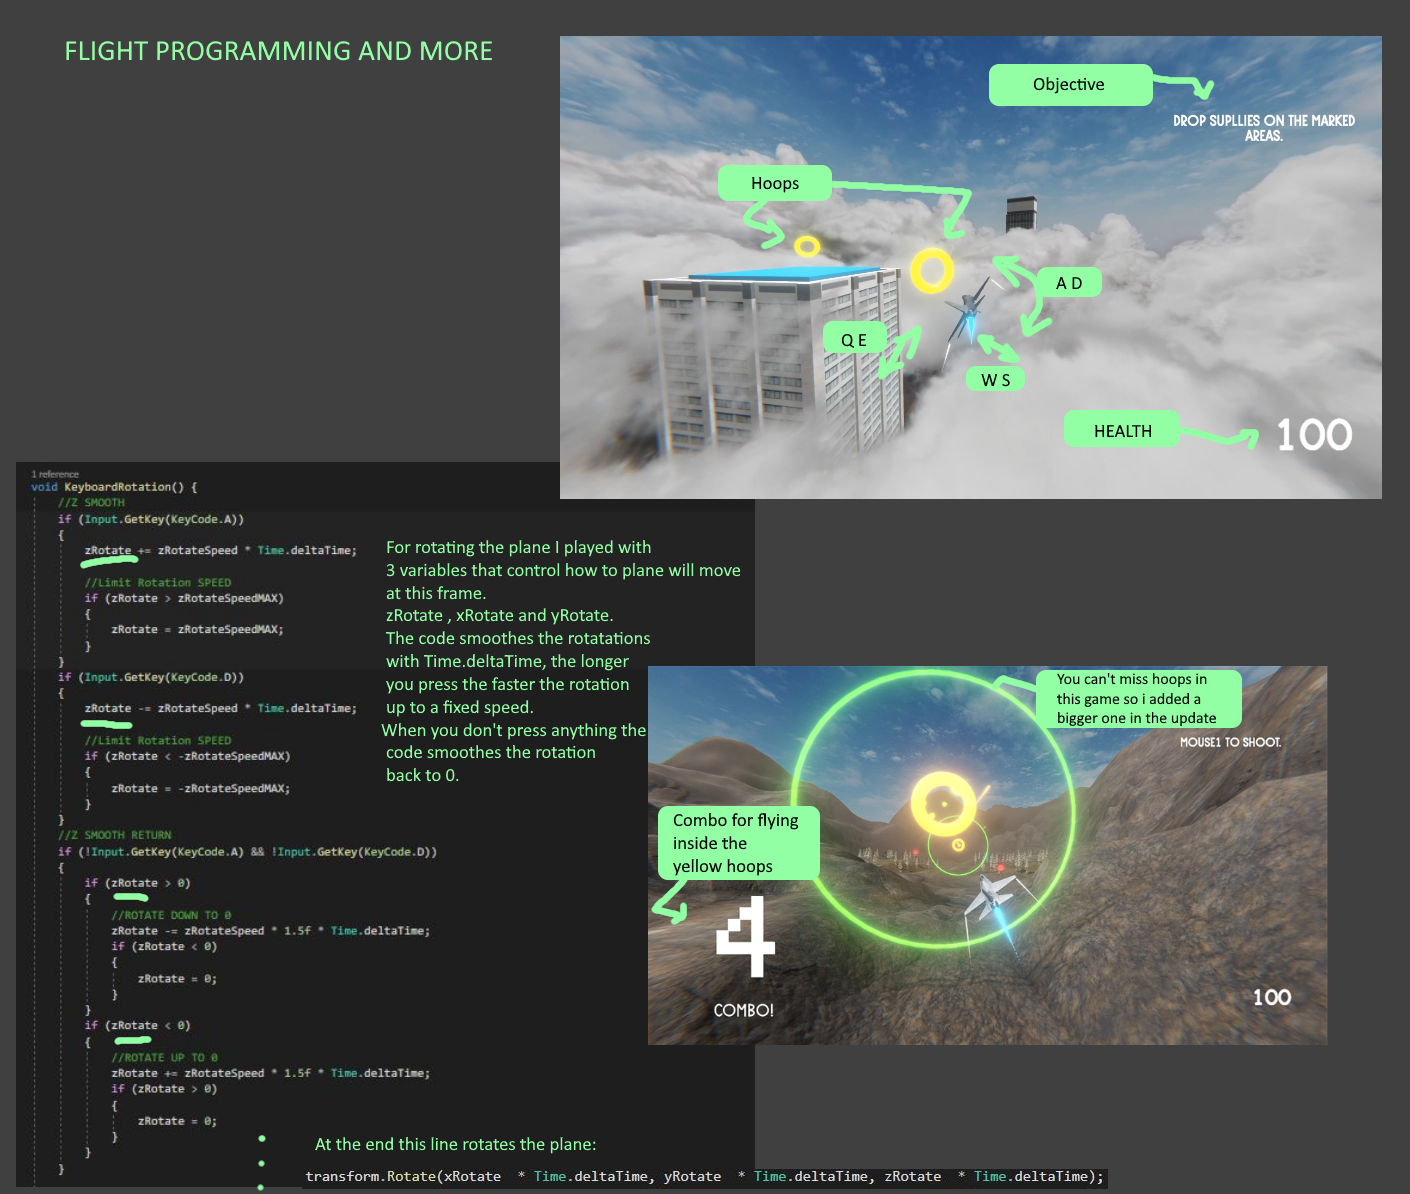 FLIGHT PROGRAMMING AND MORE
Objective
DROP SUPLLIES ON THE MARKED
AREAS.
Hoops
A D
Q E
W S
HEALTH
100
1 reference
void KeyboardRotation() {
//Z SMOOTH
if (Input.GetKey(KeyCode.A))
{
zRotate += zRotateSpeed * Time.deltaTime;
//Limit Rotation SPEED
if (zRotate > zRotateSpeedMAX)
{
zRotate = zRotateSpeedMAX;
}
}
if (Input.GetKey(KeyCode.D))
{
zRotate -= zRotateSpeed * Time.deltaTime;
//Limit Rotation SPEED
if (zRotate < -zRotateSpeedMAX)
{
zRotate = -zRotateSpeedMAX;
}
}
//Z SMOOTH RETURN
if (!Input.GetKey(KeyCode.A) && !Input.GetKey(KeyCode.D))
{
if (zRotate > 0)
{
//ROTATE DOWN TO 0
zRotate -= zRotateSpeed * 1.5f * Time.deltaTime;
if (zRotate < 0)
{
zRotate = 0;
}
}
if (zRotate < 0)
{
//ROTATE UP TO 0
zRotate += zRotateSpeed * 1.5f * Time.deltaTime;
if (zRotate > 0)
{
zRotate = 0;
}
}
}
For rotating the plane I played with
3 variables that control how to plane will move
at this frame.
zRotate , xRotate and yRotate.
The code smoothes the rotatations
with Time.deltaTime, the longer
you press the faster the rotation
up to a fixed speed.
When you don't press anything the
code smoothes the rotation
back to 0.
You can't miss hoops in
this game so i added a
bigger one in the update
MOUSE1 TO SHOOT.
Combo for flying
inside the
yellow hoops
4
COMBO!
100
At the end this line rotates the plane:
transform.Rotate(xRotate * Time.deltaTime, yRotate * Time.deltaTime, zRotate * Time.deltaTime);